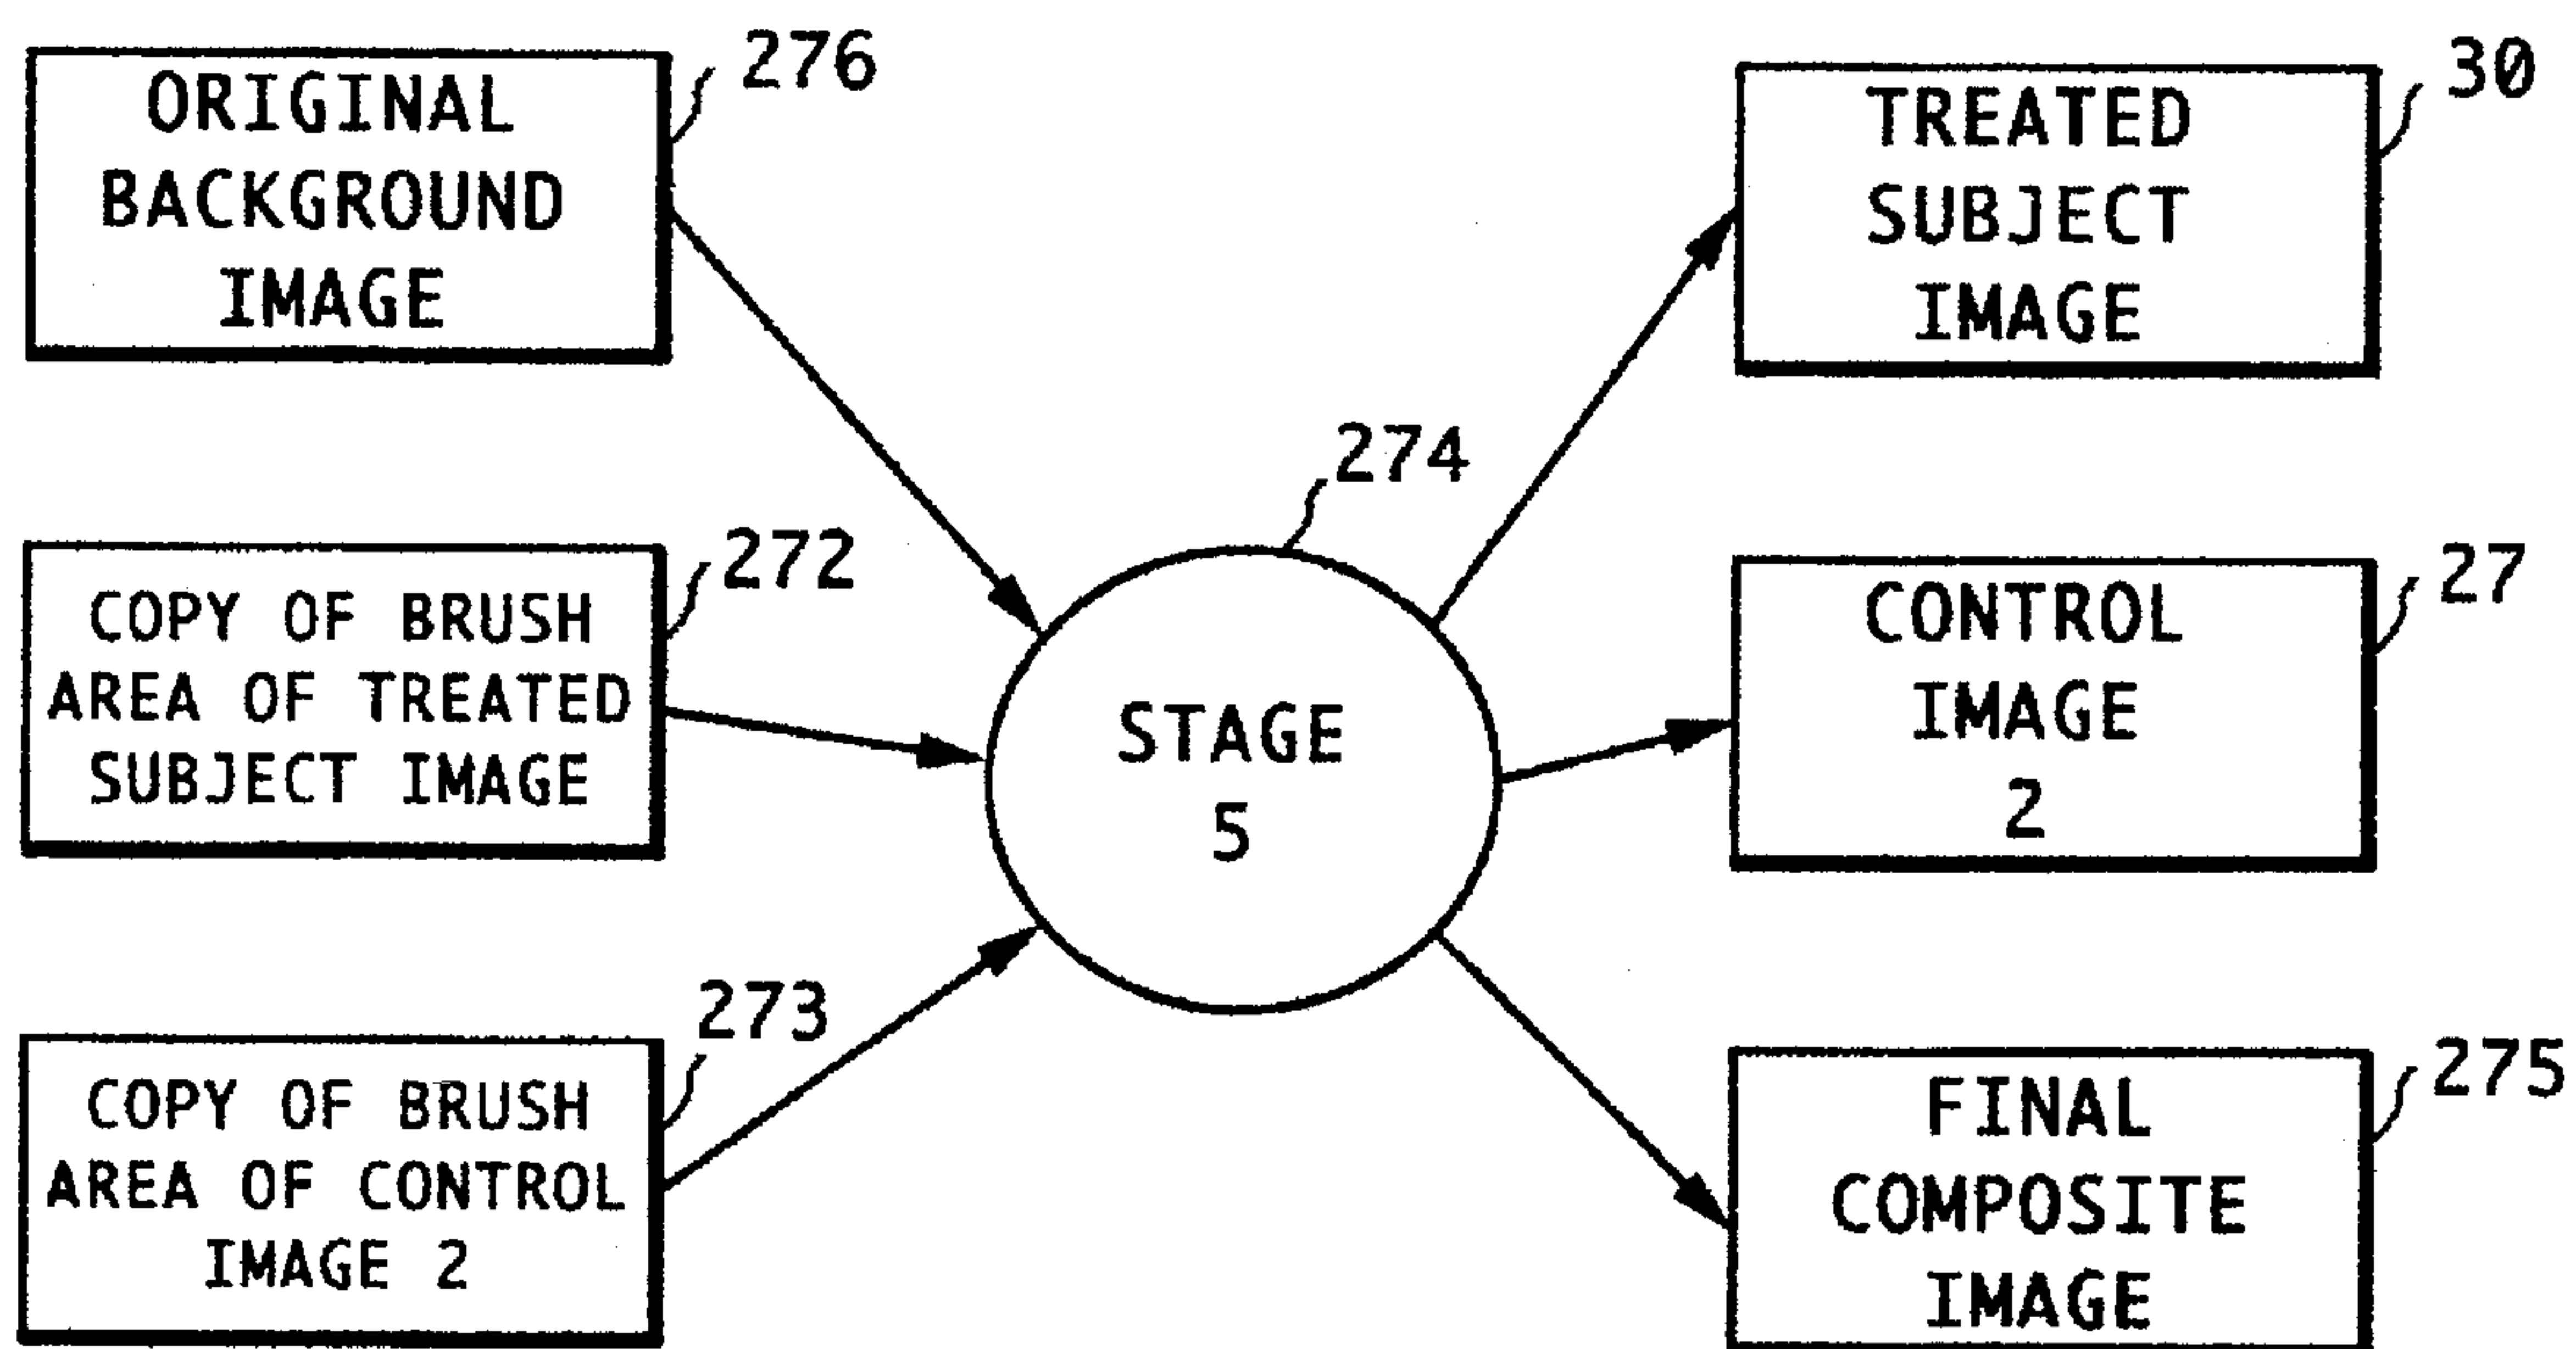 ORIGINAL
BACKGROUND
IMAGE
276
COPY OF BRUSH
AREA OF TREATED
SUBJECT IMAGE
272
COPY OF BRUSH
AREA OF CONTROL
IMAGE 2
273
STAGE
5
274
TREATED
SUBJECT
IMAGE
30
CONTROL
IMAGE
2
27
FINAL
COMPOSITE
IMAGE
275